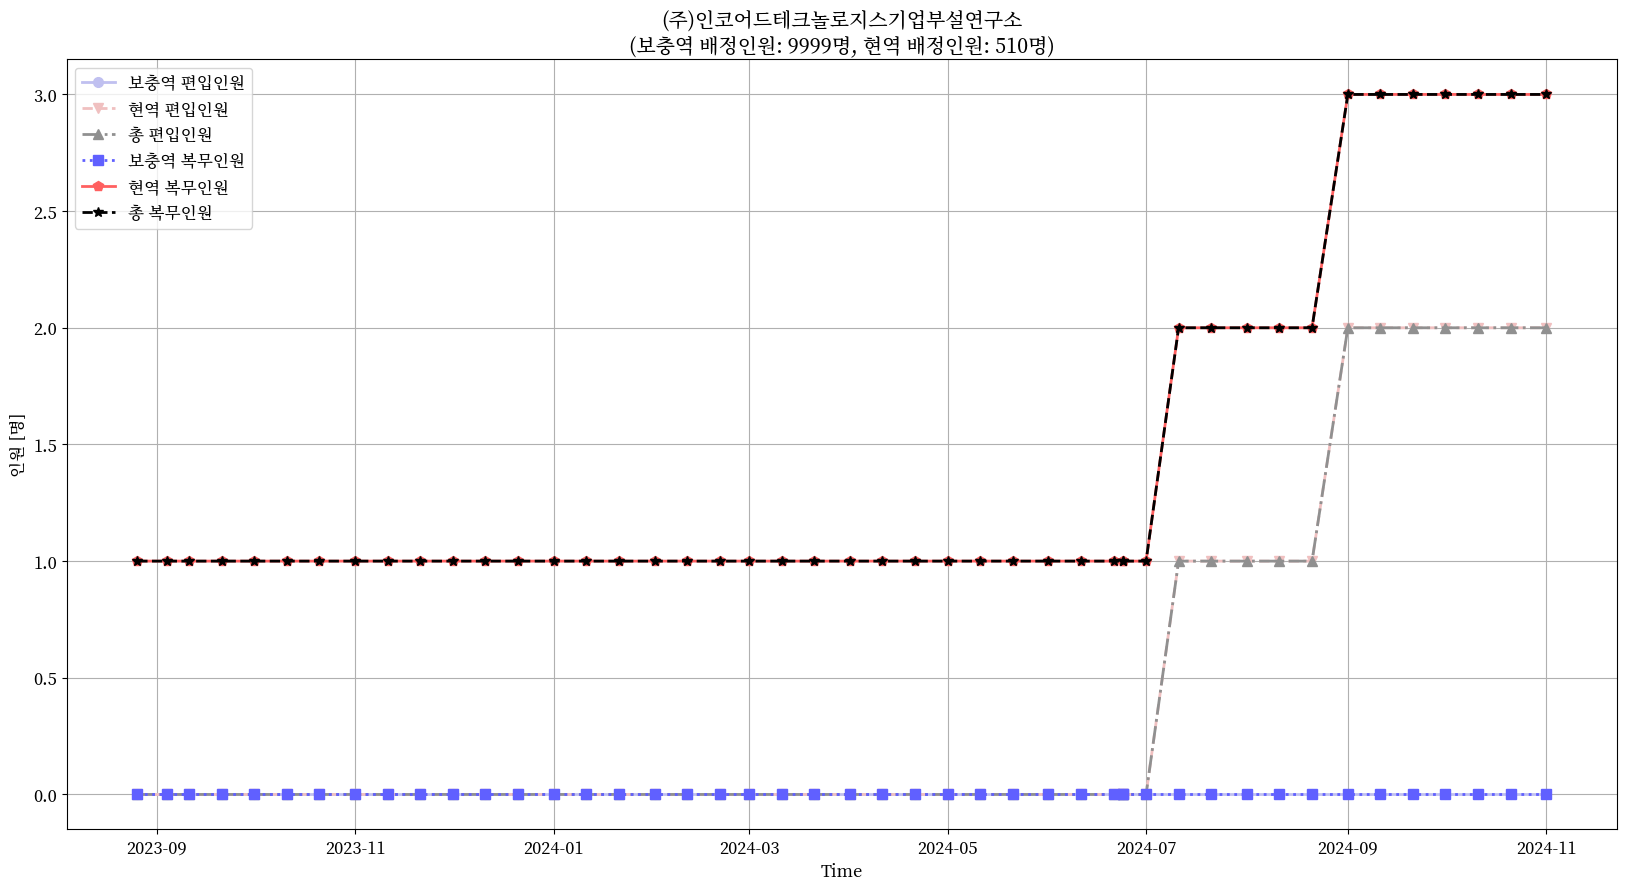 (주)인코어드테크놀로지스기업부설연구소
(보충역 배정인원: 9999명, 현역 배정인원: 510명)
보충역 편입인원
현역 편입인원
총 편입인원
보충역 복무인원
현역 복무인원
총 복무인원
3.0
2.5
2.0
1.5
1.0
0.5
0.0
인원 [명]
2023-09
2023-11
2024-01
2024-03
2024-05
2024-07
2024-09
2024-11
Time